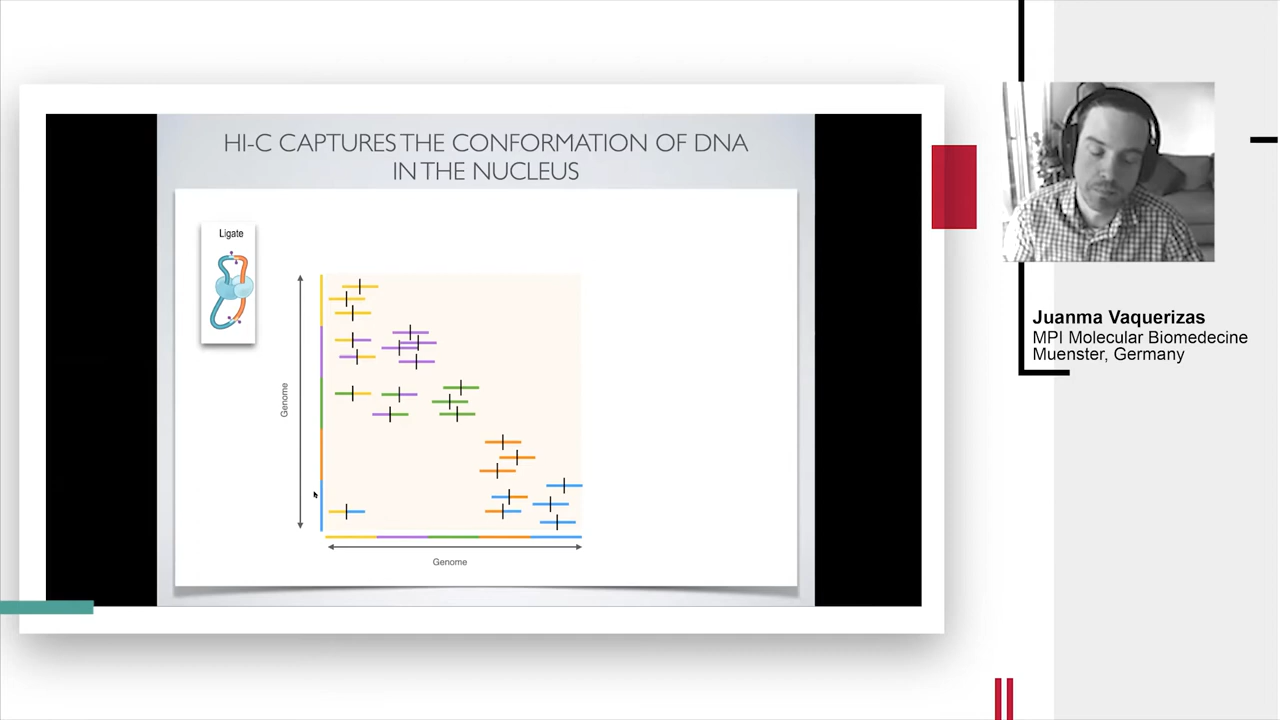 HI-C CAPTURES THE CONFORMATION OF DNA
IN THE NUCLEUS
Ligate
Genome
Genome
Juanma Vaquerizas
MPI Molecular Biomedecine
Muenster, Germany